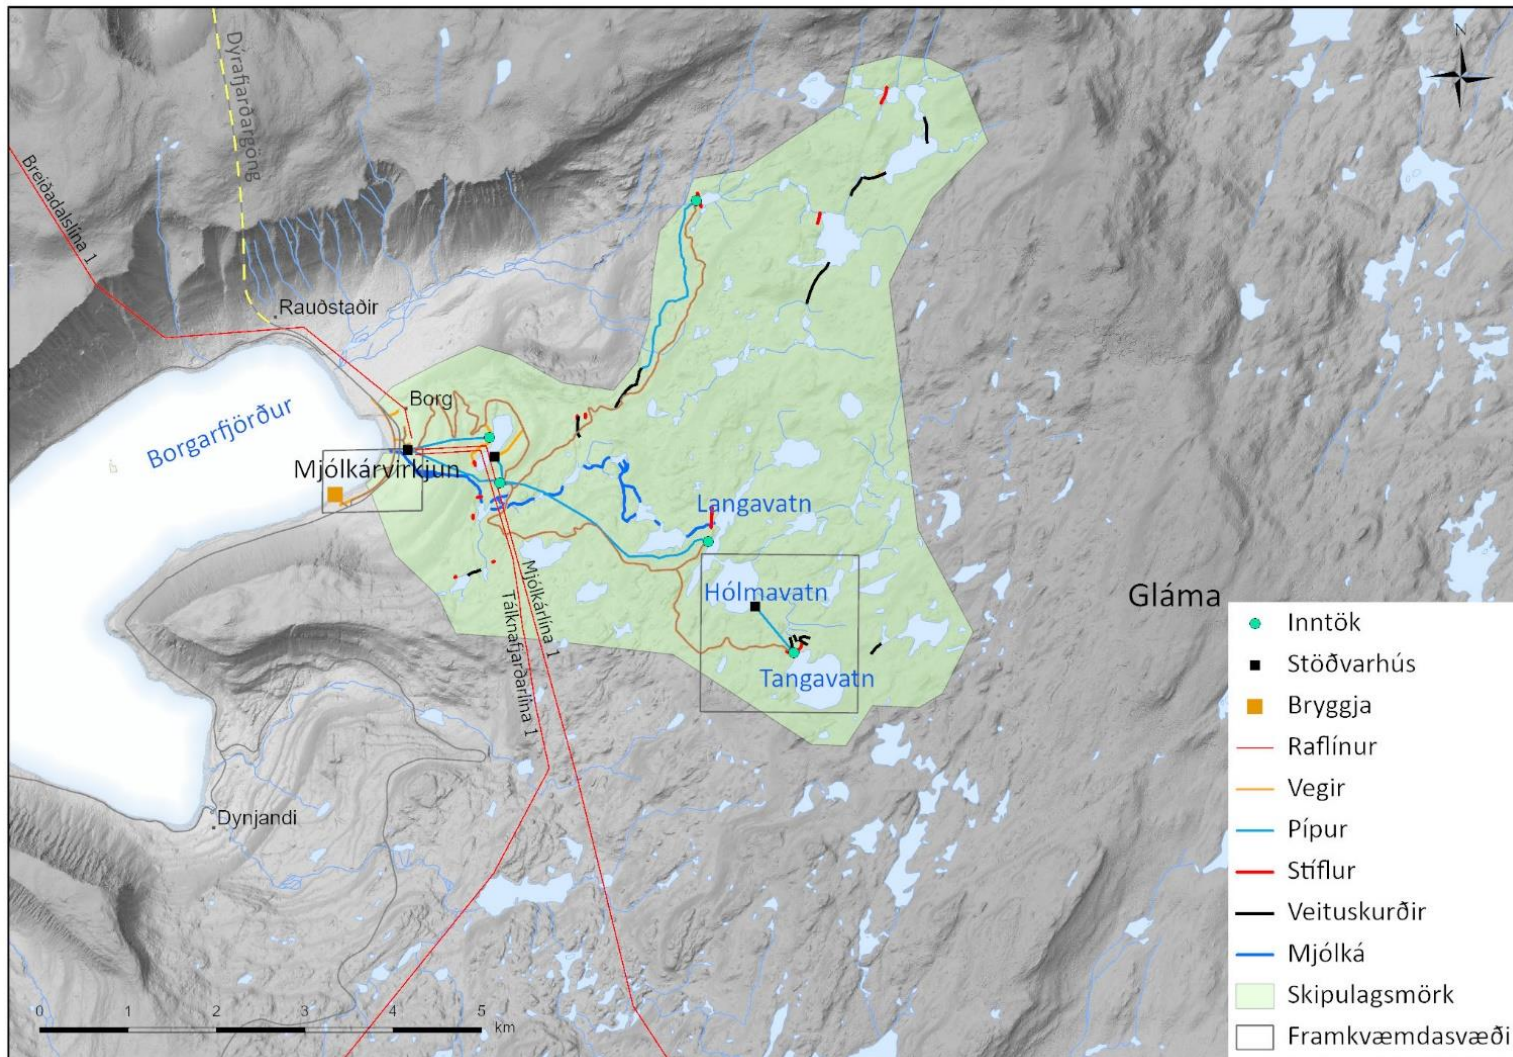 N
Dýrafjarðargöng
Breiðadalslína 1
Rauðstaðir
Borg
Borgarfjörður
Mjólkárvirkjun
Langavatn
Hólmavatn
Tangavatn
Mjólkárlína 1
Tálknafjarðarlína 1
Gláma
Dynjandi
Inntök
Stöðvarhús
Bryggja
Raflínur
Vegir
Pípur
Stíflur
Veituskurðir
Mjólká
Skipulagsmörk
Framkvæmdasvæði
0 1 2 3 4 5
km